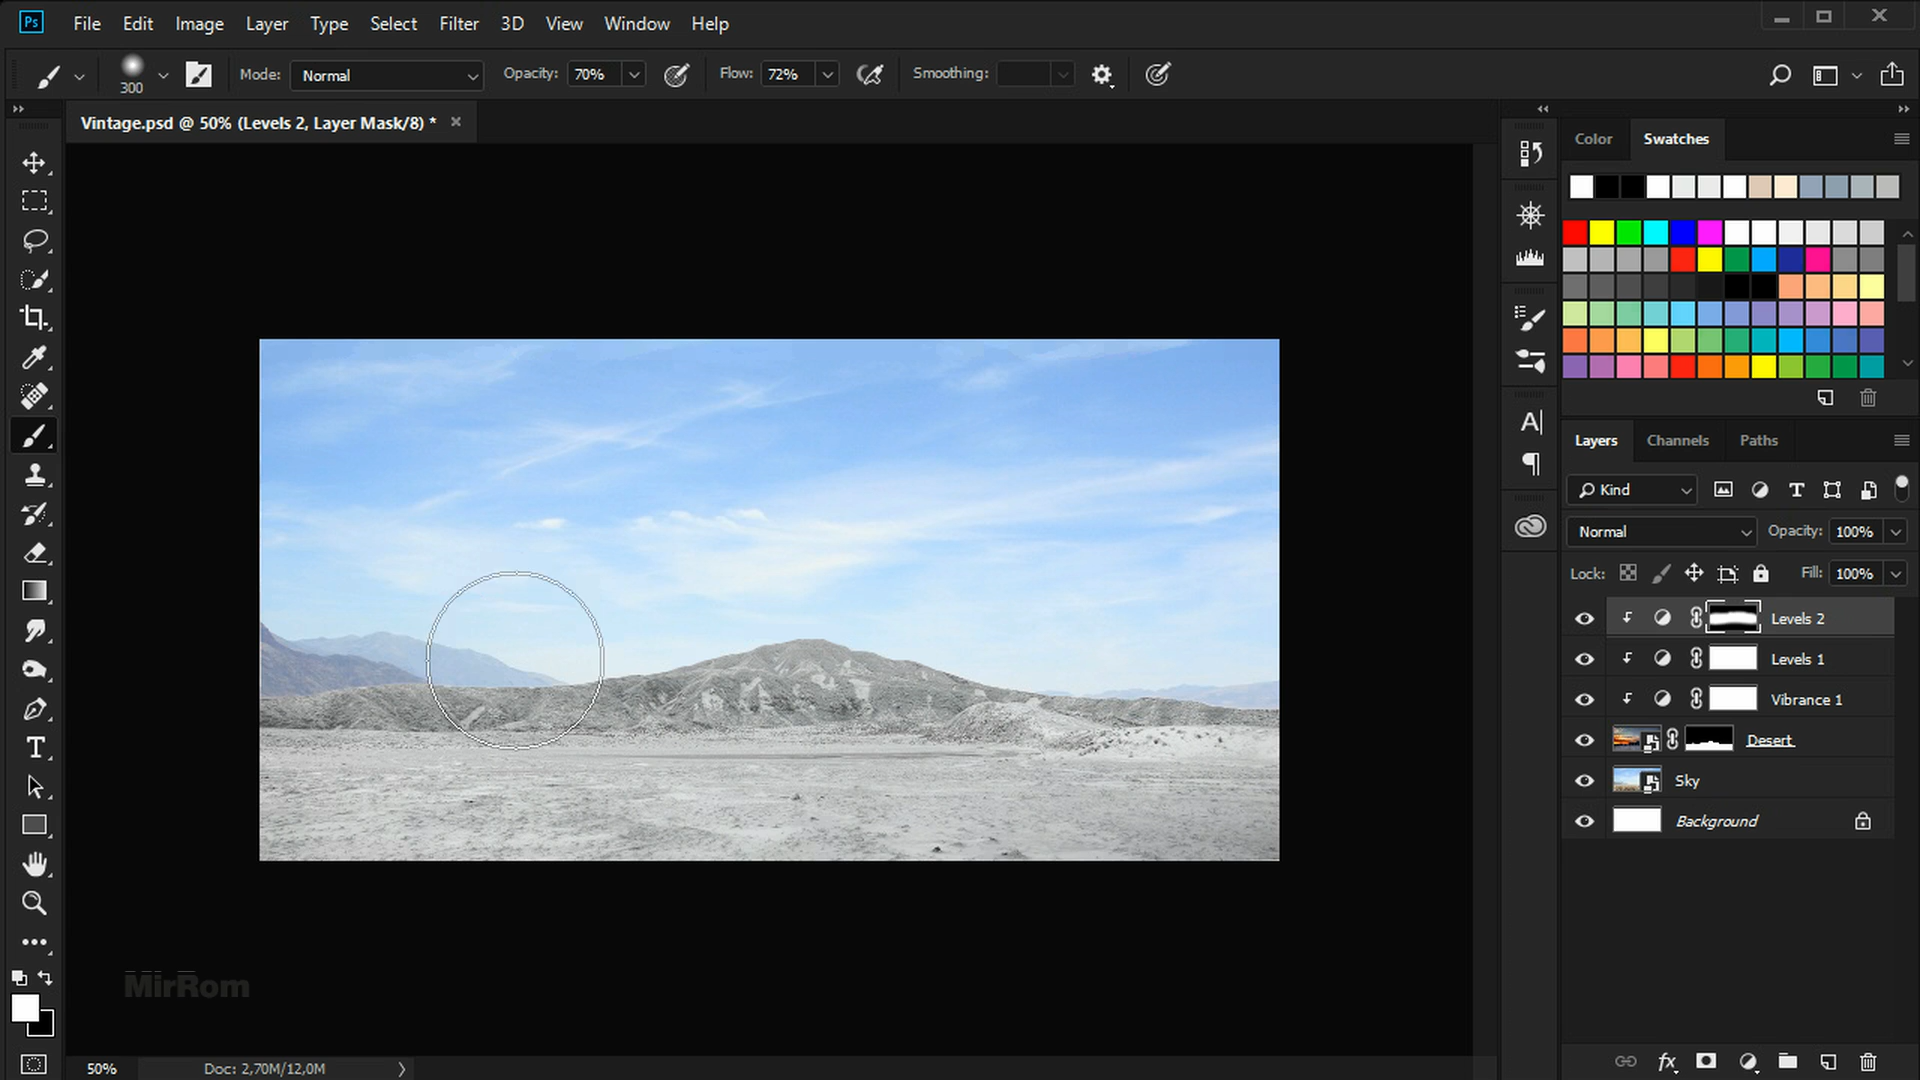 Ps File Edit Image Layer Type Select Filter 3D View Window Help
300 Mode: Normal Opacity: 70% Flow: 72% Smoothing:
Vintage.psd @ 50% (Levels 2, Layer Mask/8) *
Color Swatches
Layers Channels Paths
Kind
Normal Opacity: 100%
Lock: Fill: 100%
Levels 2
Levels 1
Vibrance 1
Desert
Sky
Background
MirRom
50% Doc: 2,70M/12,0M